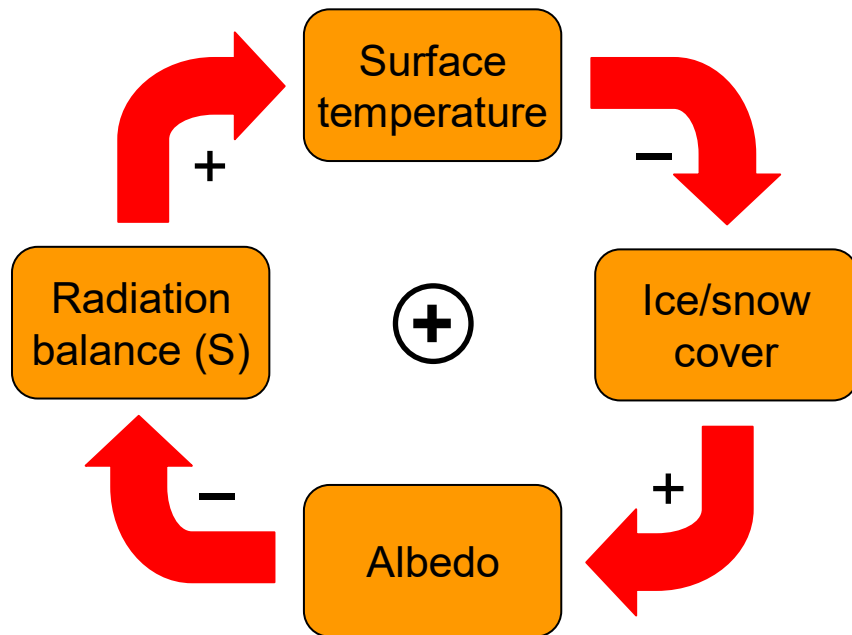 Surface
temperature
–
+
Radiation
balance (S)
+
Ice/snow
cover
+
–
Albedo